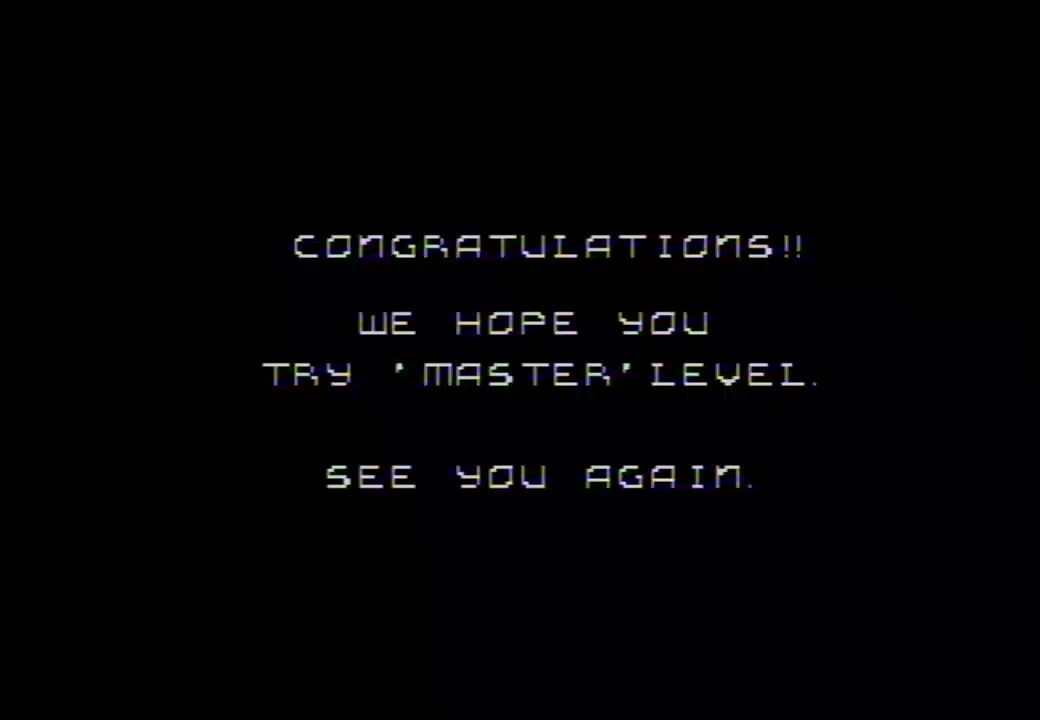 CONGRATULATIONS!!
WE HOPE YOU
TRY 'MASTER' LEVEL.
SEE YOU AGAIN.